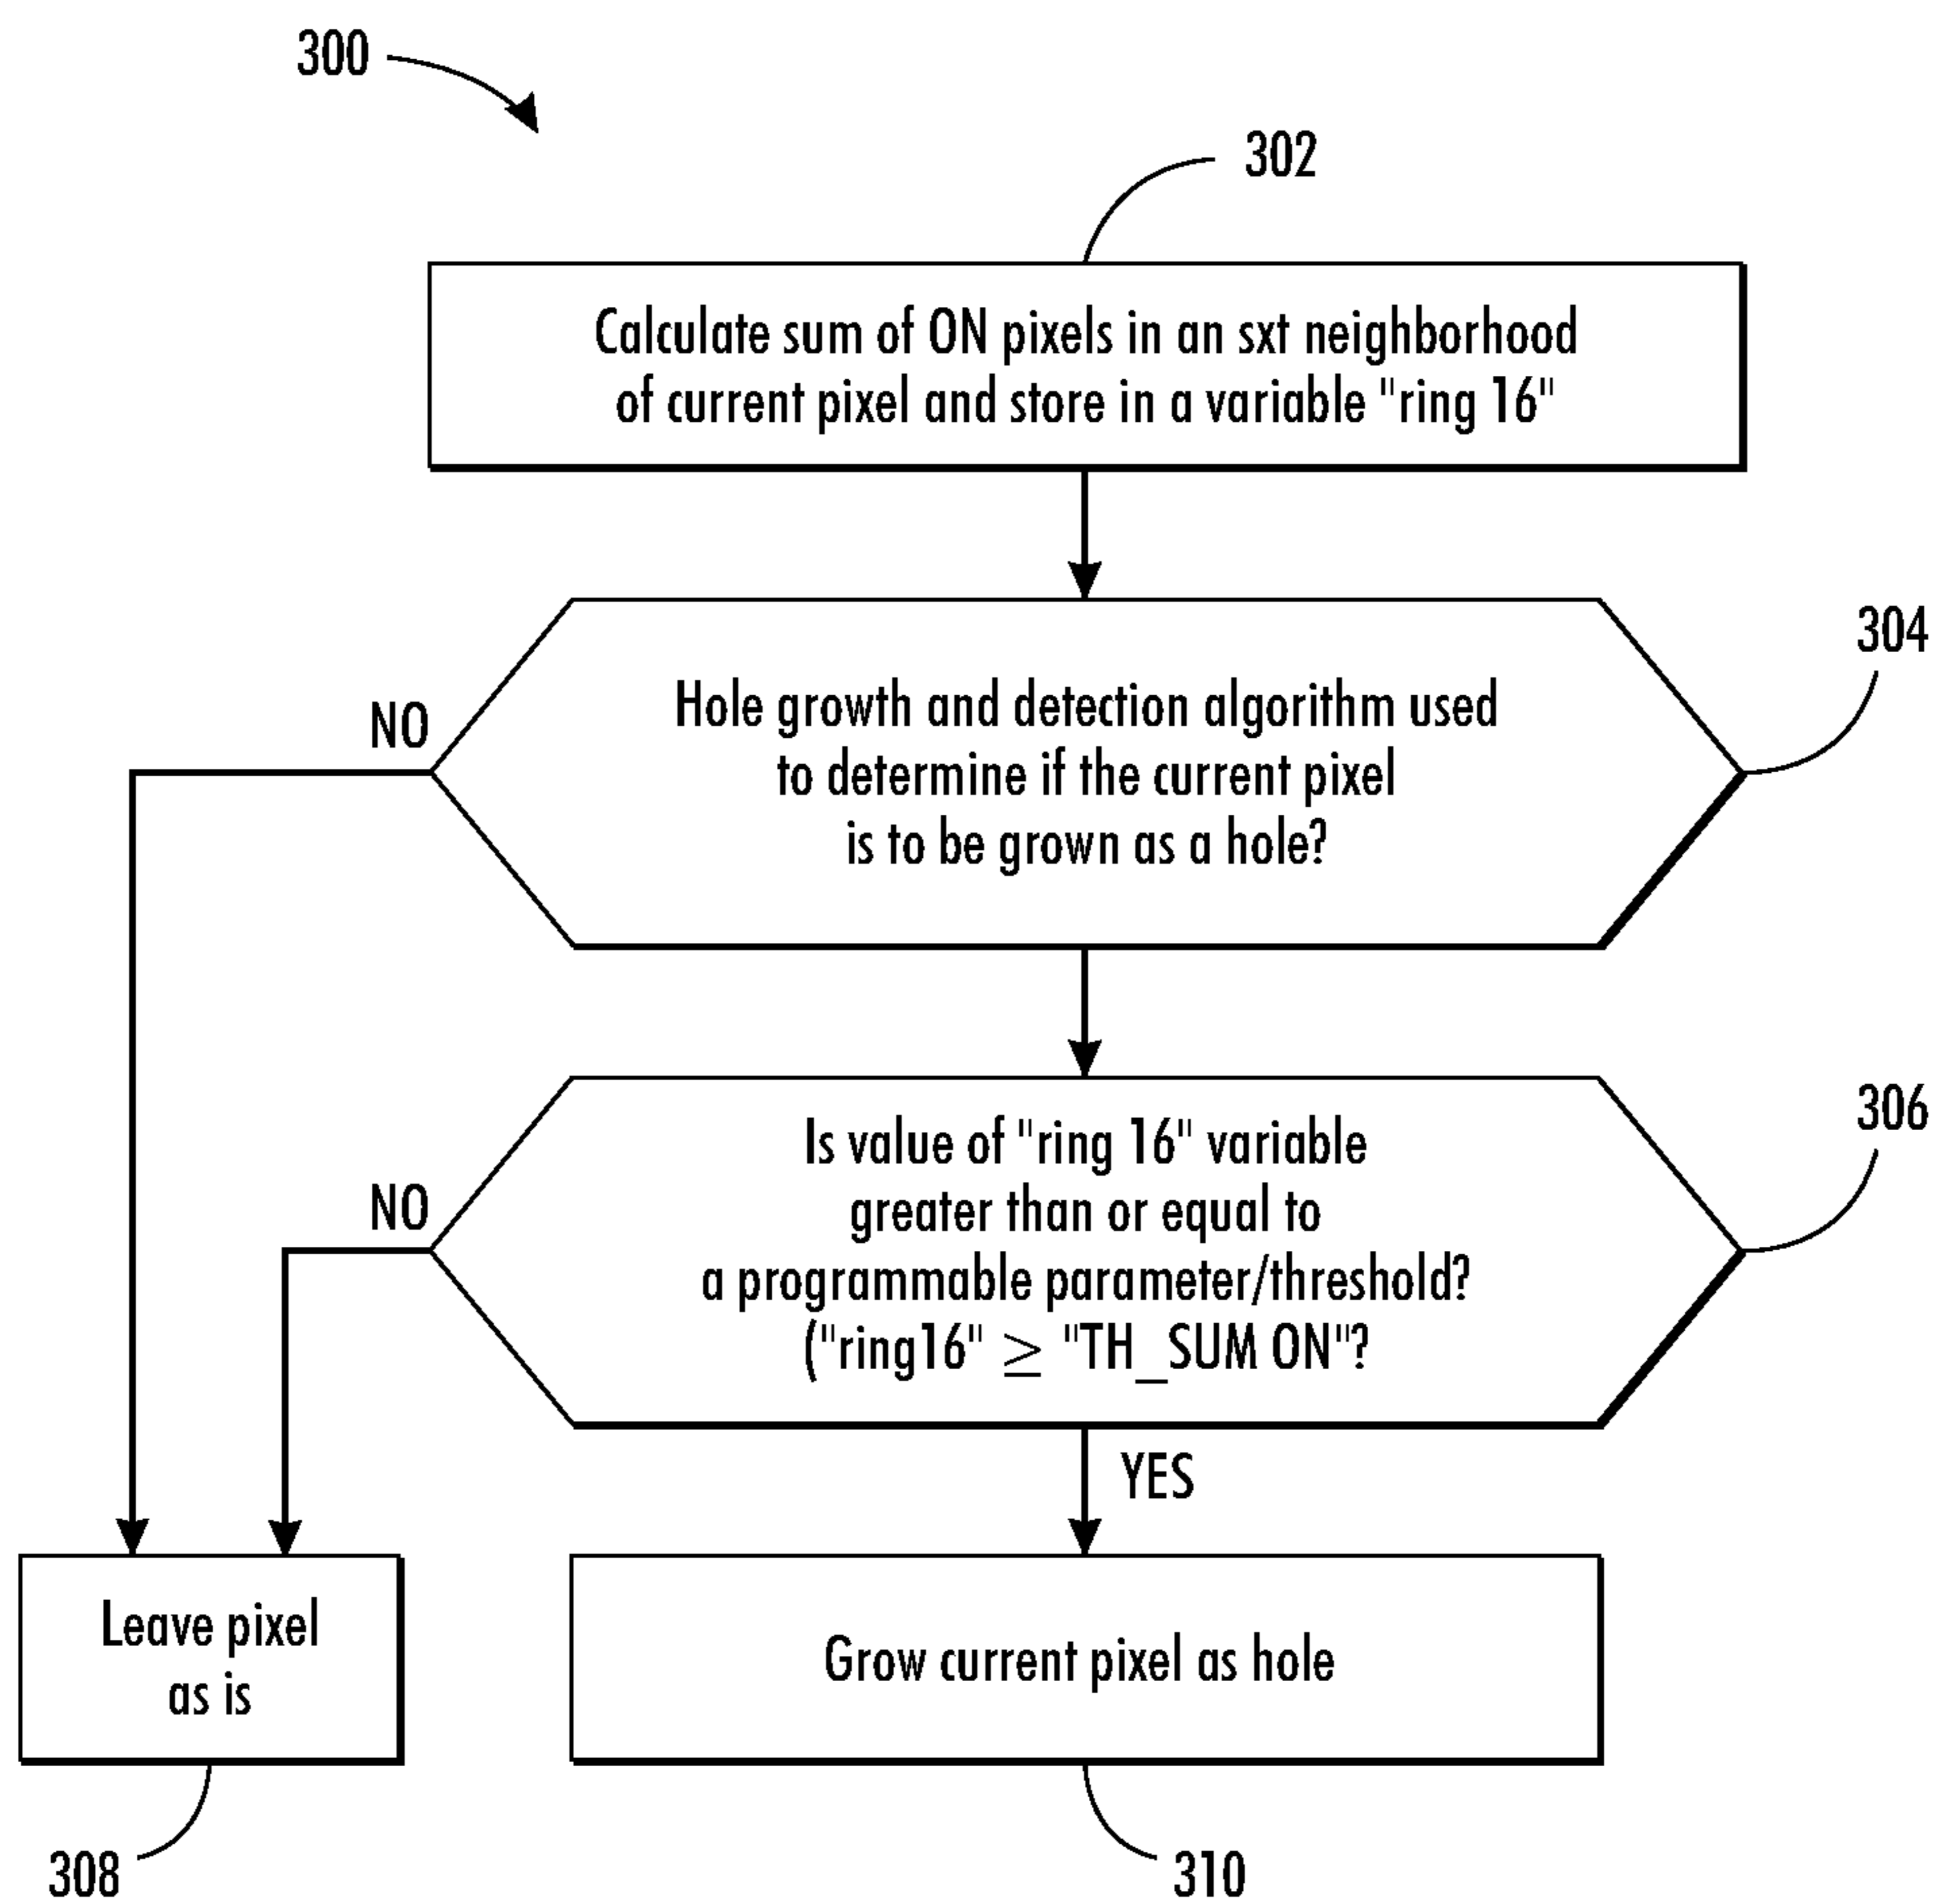 300
302
Calculate sum of ON pixels in an sxt neighborhood
of current pixel and store in a variable "ring 16"
304
NO
Hole growth and detection algorithm used
to determine if the current pixel
is to be grown as a hole?
306
NO
Is value of "ring 16" variable
greater than or equal to
a programmable parameter/threshold?
("ring16" ≥ "TH_SUM ON"?
YES
Leave pixel
as is
Grow current pixel as hole
308
310